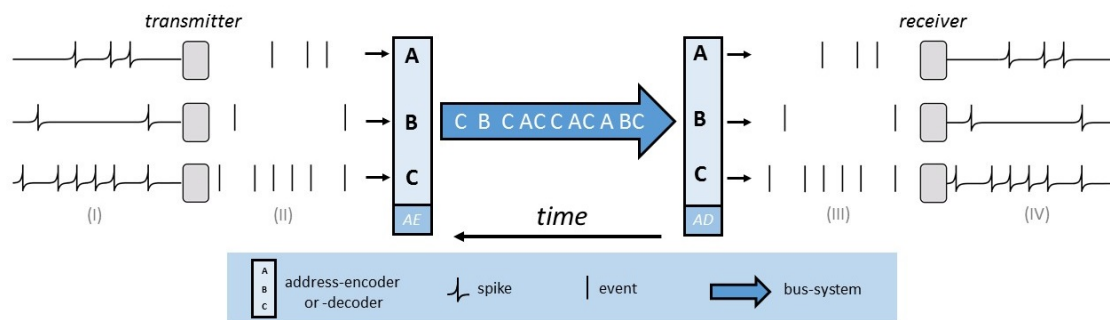 transmitter
receiver
A
B
C
AE
C B C AC C AC A BC
A
B
C
AD
(I)
(II)
time
(III)
(IV)
A
B
C
address-encoder
or -decoder
spike
event
bus-system